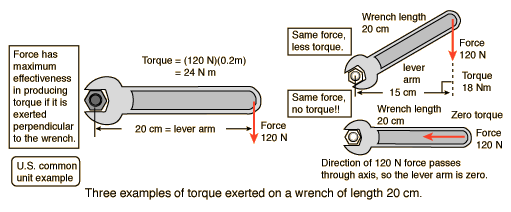 Force has
maximum
effectiveness
in producing
torque if it is
exerted
perpendicular
to the wrench.
U.S. common
unit example
Torque = (120 N)(0.2m)
= 24 N m
20 cm = lever arm
Force
120 N
Same force,
less torque.
Wrench length
20 cm
Force
120 N
lever
arm
15 cm
Torque
18 Nm
Same force,
no torque!!
Wrench length
20 cm
Zero torque
Force
120 N
Direction of 120 N force passes
through axis, so the lever arm is zero.
Three examples of torque exerted on a wrench of length 20 cm.